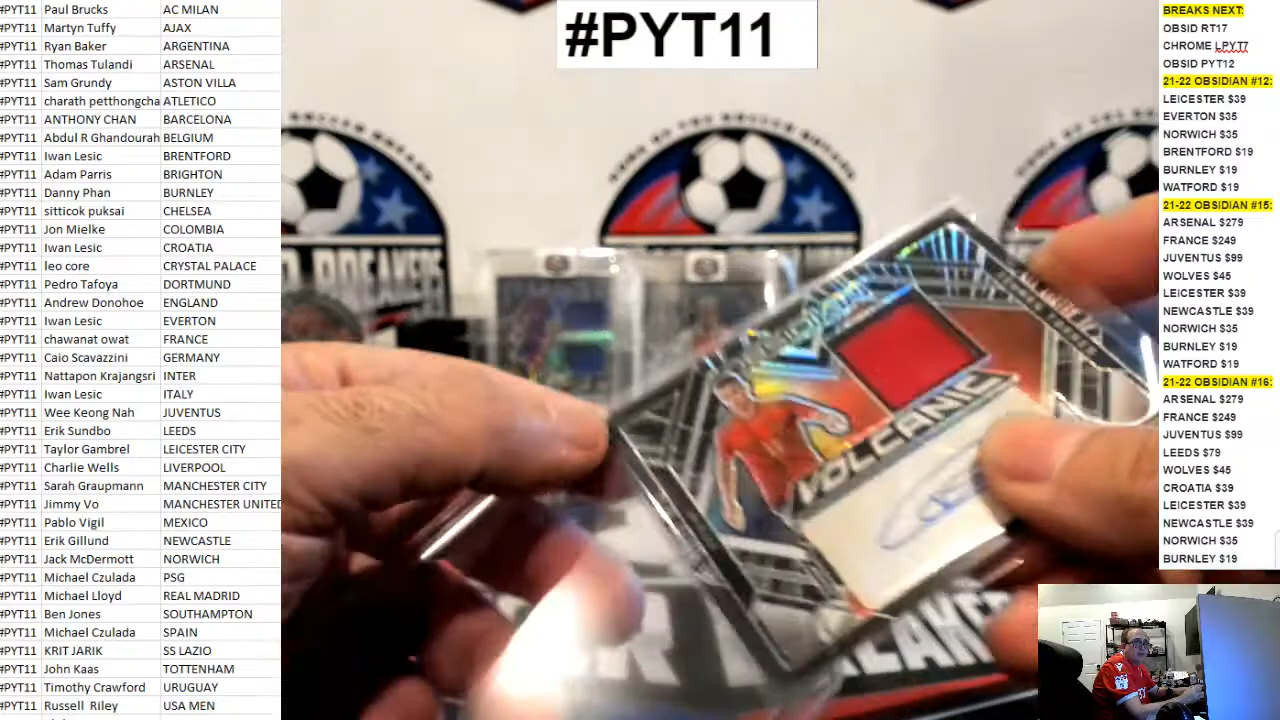 #PYT11 Paul Brucks AC MILAN
#PYT11 Martyn Tuffy AJAX
#PYT11 Ryan Baker ARGENTINA
#PYT11 Thomas Tulandi ARSENAL
#PYT11 Sam Grundy ASTON VILLA
#PYT11 charath petthongcha ATLETICO
#PYT11 ANTHONY CHAN BARCELONA
#PYT11 Abdul R Ghandourah BELGIUM
#PYT11 Iwan Lesic BRENTFORD
#PYT11 Adam Parris BRIGHTON
#PYT11 Danny Phan BURNLEY
#PYT11 sitticok puksai CHELSEA
#PYT11 Jon Mielke COLOMBIA
#PYT11 Iwan Lesic CROATIA
#PYT11 leo core CRYSTAL PALACE
#PYT11 Pedro Tafoya DORTMUND
#PYT11 Andrew Donohoe ENGLAND
#PYT11 Iwan Lesic EVERTON
#PYT11 chawanat owat FRANCE
#PYT11 Caio Scavazzini GERMANY
#PYT11 Nattapon Krajangsri INTER
#PYT11 Iwan Lesic ITALY
#PYT11 Wee Keong Nah JUVENTUS
#PYT11 Erik Sundbo LEEDS
#PYT11 Taylor Gambrel LEICESTER CITY
#PYT11 Charlie Wells LIVERPOOL
#PYT11 Sarah Graupmann MANCHESTER CITY
#PYT11 Jimmy Vo MANCHESTER UNITED
#PYT11 Pablo Vigil MEXICO
#PYT11 Erik Gillund NEWCASTLE
#PYT11 Jack McDermott NORWICH
#PYT11 Michael Czulada PSG
#PYT11 Michael Lloyd REAL MADRID
#PYT11 Ben Jones SOUTHAMPTON
#PYT11 Michael Czulada SPAIN
#PYT11 KRIT JARIK SS LAZIO
#PYT11 John Kaas TOTTENHAM
#PYT11 Timothy Crawford URUGUAY
#PYT11 Russell Riley USA MEN
#PYT11
VOLCANIC
BREAKS NEXT:
OBSID RT17
CHROME LPYT7
OBSID PYT12
21-22 OBSIDIAN #12:
LEICESTER $39
EVERTON $35
NORWICH $35
BRENTFORD $19
BURNLEY $19
WATFORD $19
21-22 OBSIDIAN #15:
ARSENAL $279
FRANCE $249
JUVENTUS $99
WOLVES $45
LEICESTER $39
NEWCASTLE $39
NORWICH $35
BURNLEY $19
WATFORD $19
21-22 OBSIDIAN #16:
ARSENAL $279
FRANCE $249
JUVENTUS $99
LEEDS $79
WOLVES $45
CROATIA $39
LEICESTER $39
NEWCASTLE $39
NORWICH $35
BURNLEY $19